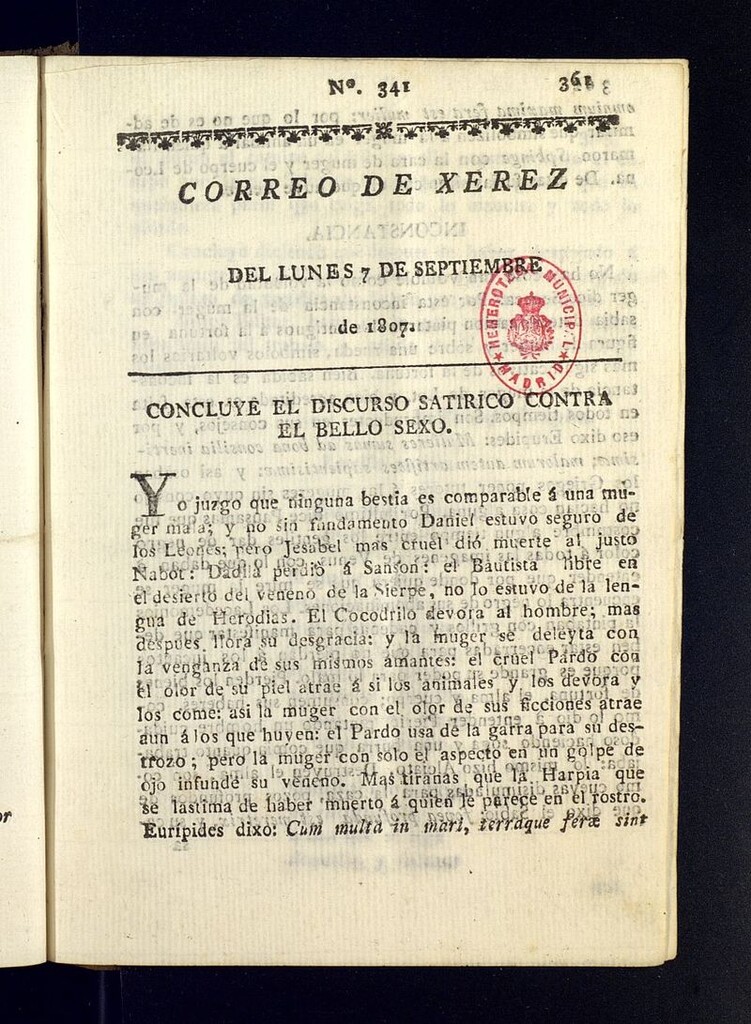 Nº. 341
361
CORREO DE XEREZ
DEL LUNES 7 DE SEPTIEMBRE
de 1807.
HEMEROTECA MUNICIPAL
★ MADRID ★
CONCLUYE EL DISCURSO SATIRICO CONTRA
EL BELLO SEXO.
Yo juzgo que ninguna bestia es comparable á una mu-
ger mala; y no sin fundamento Daniel estuvo seguro de
los Leones; pero Jesabel mas cruel dió muerte al justo
Nabot: Dadila perdió á Sanson: el Bautista libre en
el desierto del veneno de la Sierpe, no lo estuvo de la len-
gua de Herodias. El Cocodrilo devora al hombre; mas
despues llora su desgracia: y la muger se deleyta con
la venganza de sus mismos amantes: el cruel Pardo con
el olor de su piel atrae á si los animales y los devora y
los come: asi la muger con el olor de sus ficciones atrae
aun á los que huyen: el Pardo usa de la garra para su des-
trozo; pero la muger con solo el aspecto en un golpe de
ojo infunde su veneno. Mas tiranas que la Harpia que
se lastima de haber muerto á quien le parece en el rostro.
Eurípides dixo: Cum multa in mari, terraque feræ sint
or